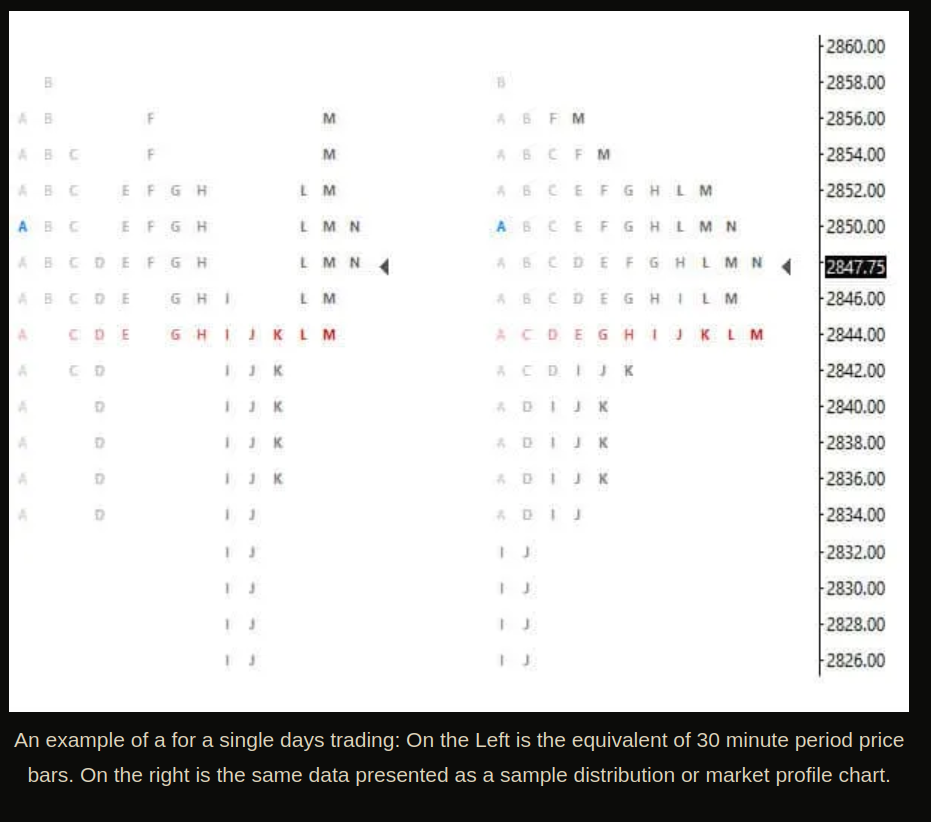 2860.00
B B 2858.00
A B F M A B F M 2856.00
A B C F M A B C F M 2854.00
A B C E F G H L M A B C E F G H L M 2852.00
A B C E F G H L M N A B C E F G H L M N 2850.00
A B C D E F G H L M N A B C D E F G H L M N 2847.75
A B C D E G H I L M A B C D E G H I L M 2846.00
A C D E G H I J K L M A C D E G H I J K L M 2844.00
A C D I J K A C D I J K 2842.00
A D I J K A D I J K 2840.00
A D I J K A D I J K 2838.00
A D I J K A D I J K 2836.00
A D I J A D I J 2834.00
I J I J 2832.00
I J I J 2830.00
I J I J 2828.00
I J I J 2826.00
An example of a for a single days trading: On the Left is the equivalent of 30 minute period price
bars. On the right is the same data presented as a sample distribution or market profile chart.